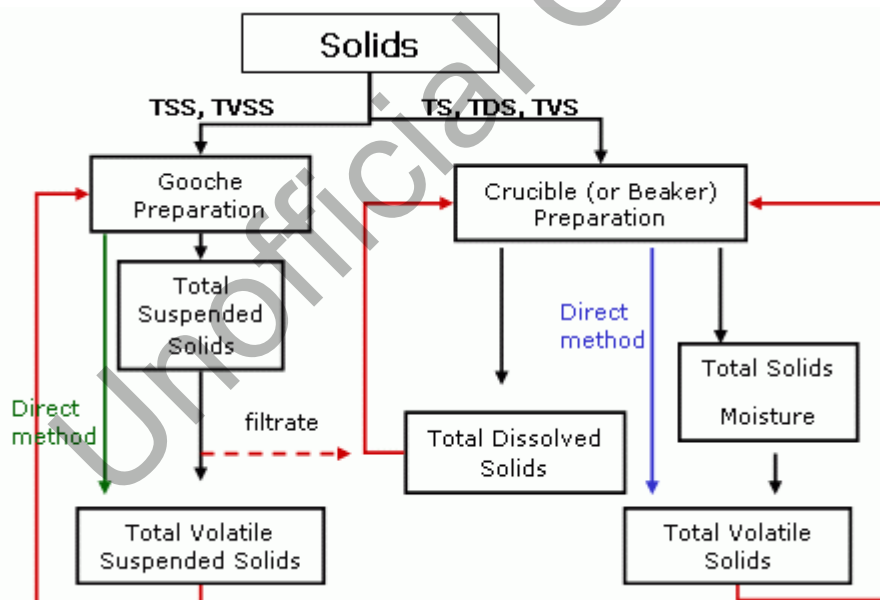 Solids
TSS, TVSS
TS, TDS, TVS
Gooche
Preparation
Crucible (or Beaker)
Preparation
Total
Suspended
Solids
Direct
method
Total Solids
Moisture
Direct
method
filtrate
Total Dissolved
Solids
Total Volatile
Suspended Solids
Total Volatile
Solids
Unofficial